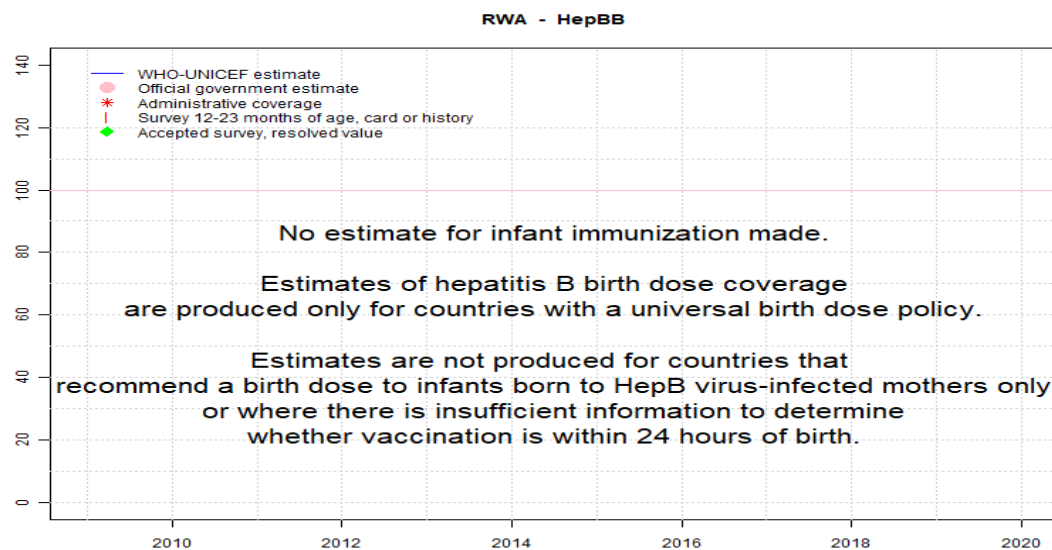 RWA - HepBB
WHO-UNICEF estimate
Official government estimate
Administrative coverage
Survey 12-23 months of age, card or history
Accepted survey, resolved value
140
120
100
80
60
40
20
0
No estimate for infant immunization made.
Estimates of hepatitis B birth dose coverage
are produced only for countries with a universal birth dose policy.
Estimates are not produced for countries that
recommend a birth dose to infants born to HepB virus-infected mothers only
or where there is insufficient information to determine
whether vaccination is within 24 hours of birth.
2010 2012 2014 2016 2018 2020